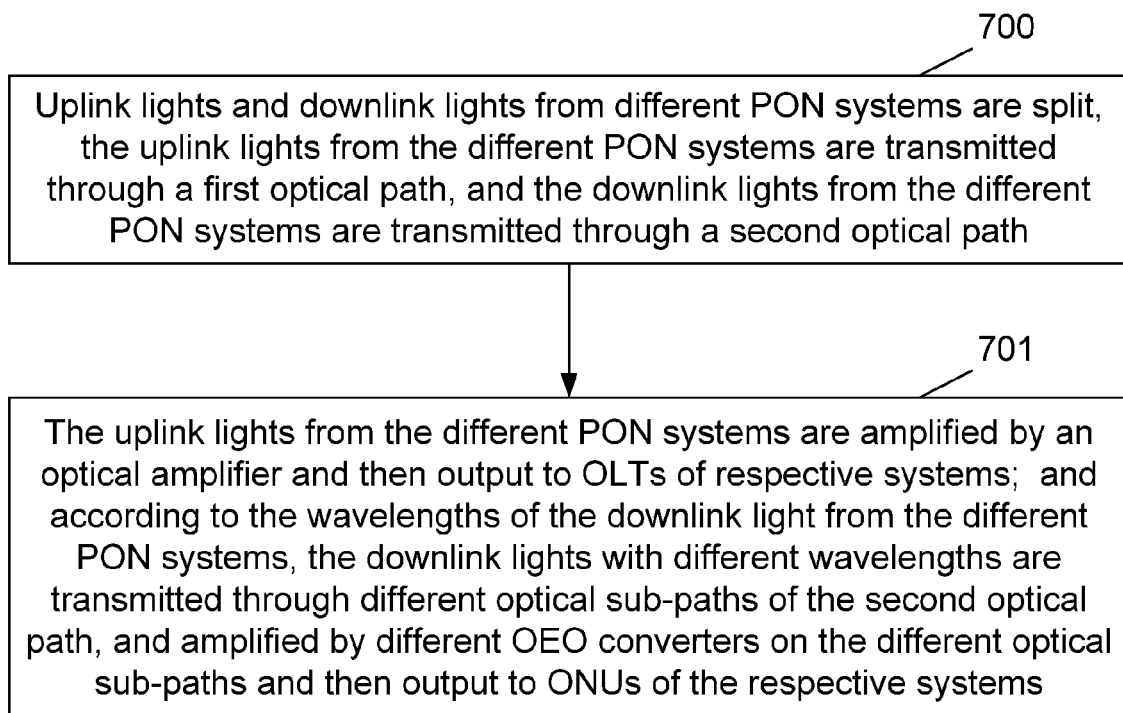 700
Uplink lights and downlink lights from different PON systems are split,
the uplink lights from the different PON systems are transmitted
through a first optical path, and the downlink lights from the different
PON systems are transmitted through a second optical path
701
The uplink lights from the different PON systems are amplified by an
optical amplifier and then output to OLTs of respective systems;  and
according to the wavelengths of the downlink light from the different
PON systems, the downlink lights with different wavelengths are
transmitted through different optical sub-paths of the second optical
path, and amplified by different OEO converters on the different optical
sub-paths and then output to ONUs of the respective systems